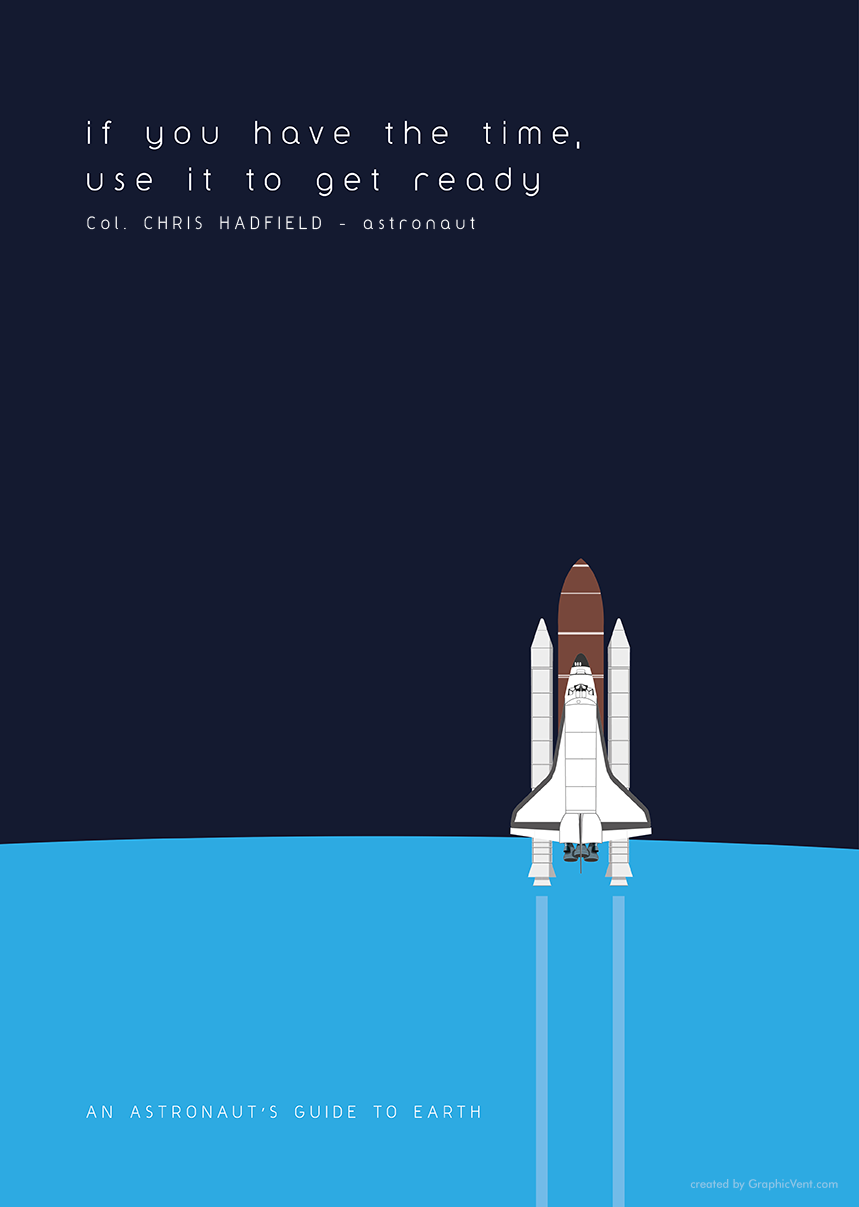 if you have the time,
use it to get ready
Col. CHRIS HADFIELD - astronaut
AN ASTRONAUT'S GUIDE TO EARTH
created by GraphicVent.com